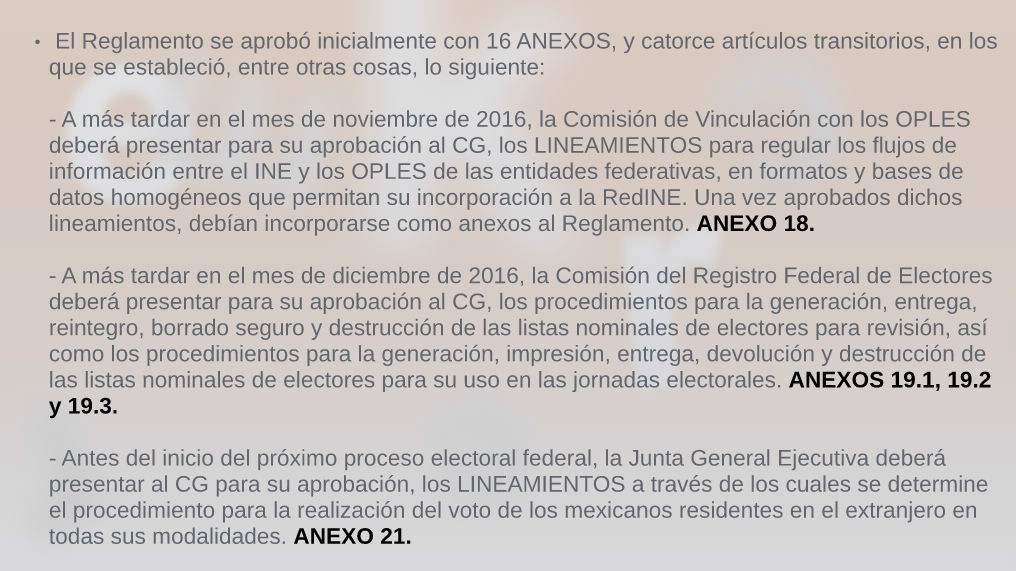 • El Reglamento se aprobó inicialmente con 16 ANEXOS, y catorce artículos transitorios, en los
que se estableció, entre otras cosas, lo siguiente:
- A más tardar en el mes de noviembre de 2016, la Comisión de Vinculación con los OPLES
deberá presentar para su aprobación al CG, los LINEAMIENTOS para regular los flujos de
información entre el INE y los OPLES de las entidades federativas, en formatos y bases de
datos homogéneos que permitan su incorporación a la RedINE. Una vez aprobados dichos
lineamientos, debían incorporarse como anexos al Reglamento. ANEXO 18.
- A más tardar en el mes de diciembre de 2016, la Comisión del Registro Federal de Electores
deberá presentar para su aprobación al CG, los procedimientos para la generación, entrega,
reintegro, borrado seguro y destrucción de las listas nominales de electores para revisión, así
como los procedimientos para la generación, impresión, entrega, devolución y destrucción de
las listas nominales de electores para su uso en las jornadas electorales. ANEXOS 19.1, 19.2
y 19.3.
- Antes del inicio del próximo proceso electoral federal, la Junta General Ejecutiva deberá
presentar al CG para su aprobación, los LINEAMIENTOS a través de los cuales se determine
el procedimiento para la realización del voto de los mexicanos residentes en el extranjero en
todas sus modalidades. ANEXO 21.